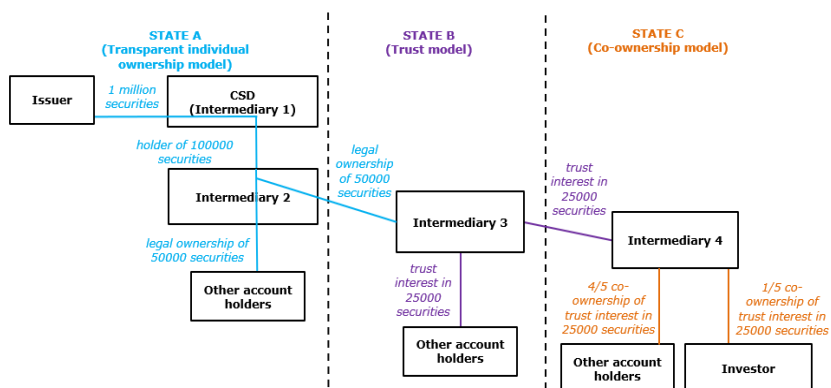 STATE A
(Transparent individual
ownership model)
STATE B
(Trust model)
STATE C
(Co-ownership model)
Issuer
1 million
securities
CSD
(Intermediary 1)
holder of 100000
securities
legal
ownership
of 50000
securities
Intermediary 2
trust
interest in
25000
securities
Intermediary 3
Intermediary 4
legal ownership of
50000 securities
Other account
holders
trust
interest in
25000
securities
4/5 co-
ownership of
trust interest in
25000 securities
1/5 co-
ownership of
trust interest in
25000 securities
Other account
holders
Other account
holders
Investor